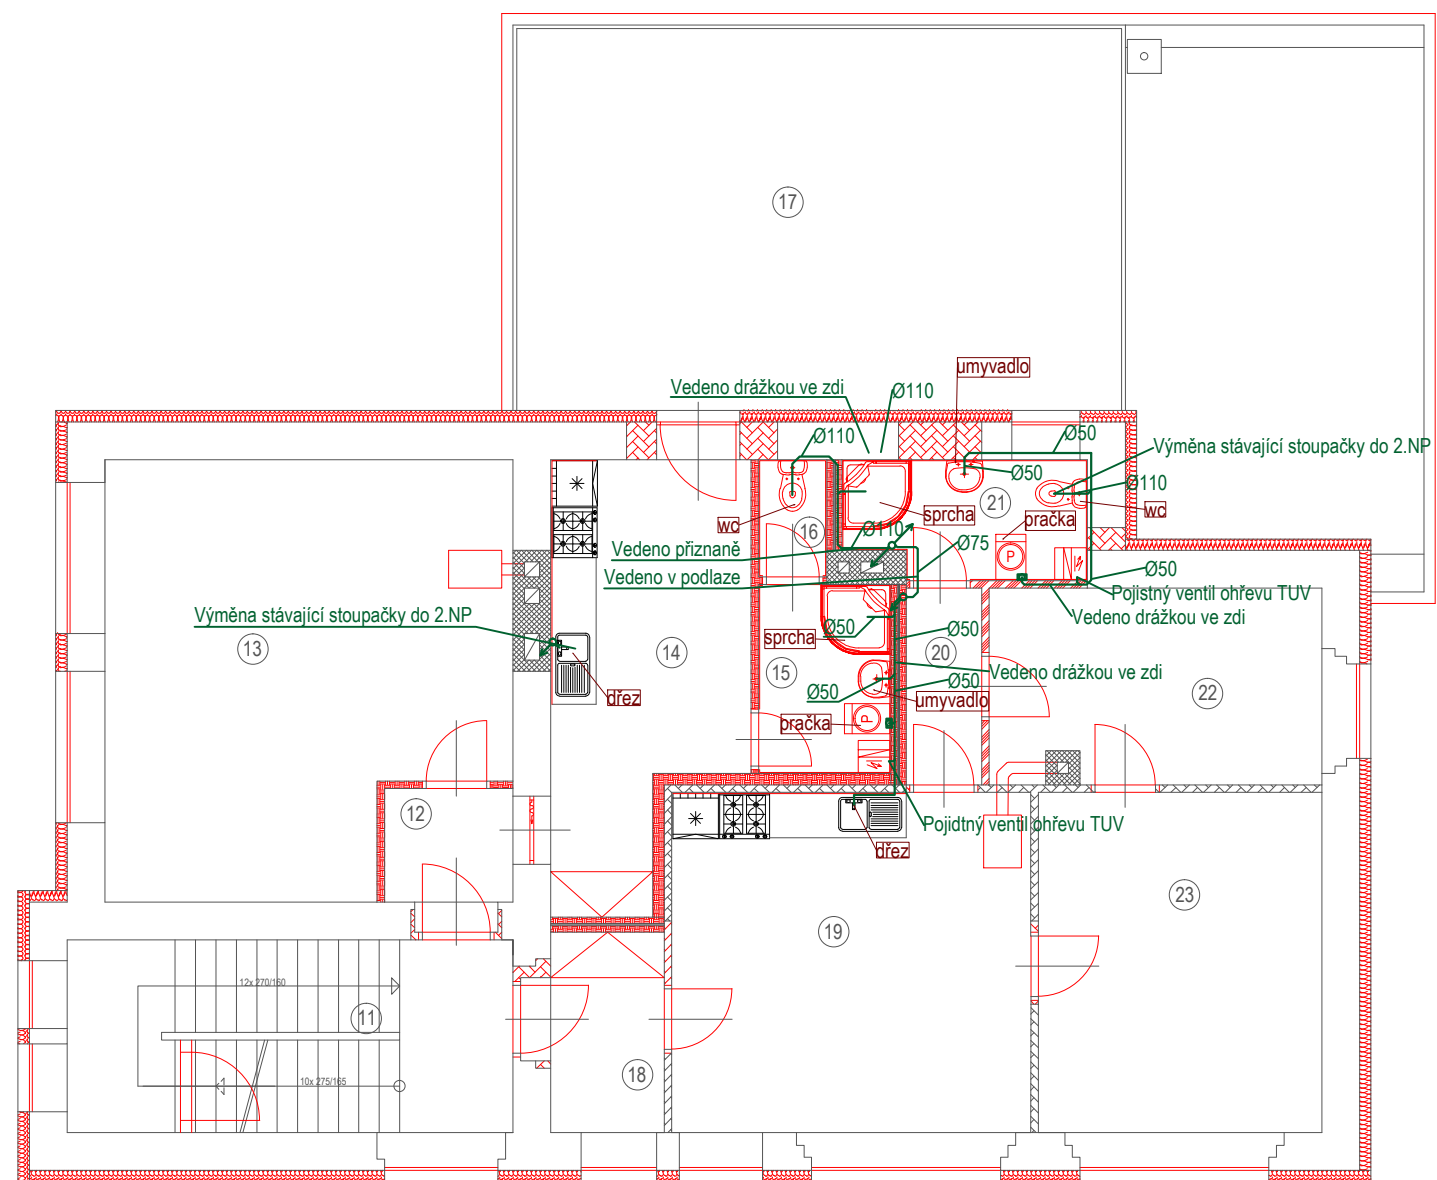 17
umyvadlo
Vedeno drážkou ve zdi
Ø110
Ø110
Ø50
Výměna stávající stoupačky do 2.NP
Ø50
Ø110
21
wc
sprcha
pračka
wc
16
Ø110
Vedeno přiznaně
Ø75
P
Vedeno v podlaze
Ø50
Pojistný ventil ohřevu TUV
Výměna stávající stoupačky do 2.NP
Vedeno drážkou ve zdi
13
sprcha
Ø50
Ø50
14
20
15
Vedeno drážkou ve zdi
Ø50
Ø50
22
dřez
umyvadlo
pračka
P
12
Pojidtný ventil ohřevu TUV
dřez
23
19
12x 270/160
11
18
10x 275/165